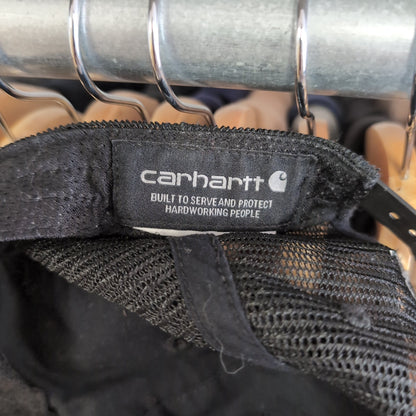 carhartt
BUILT TO SERVE AND PROTECT
HARDWORKING PEOPLE